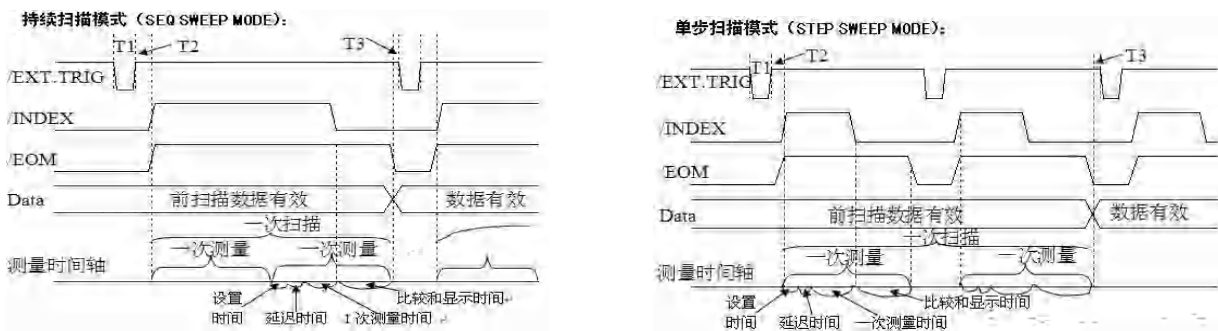 持续扫描模式（SEQ SWEEP MODE）：
T1
T2
T3
/EXT.TRIG
/INDEX
/EOM
Data
前扫描数据有效
数据有效
一次扫描
一次测量
一次测量
测量时间轴
设置
时间
延迟时间
1 次测量时间
比较和显示时间
单步扫描模式（STEP SWEEP MODE）：
T1
T2
T3
/EXT.TRIG
/INDEX
/EOM
Data
前扫描数据有效
数据有效
一次扫描
一次测量
一次测量
测量时间轴
设置
时间
延迟时间
一次测量时间
比较和显示时间